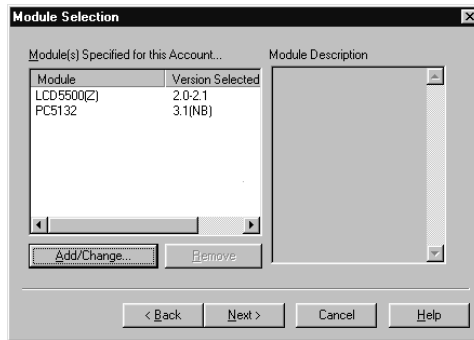 Module Selection
Module(s) Specified for this Account...
Module Description
Module Version Selected
LCD5500(Z) 2.0-2.1
PC5132 3.1(NB)
Add/Change... Remove
< Back Next > Cancel Help